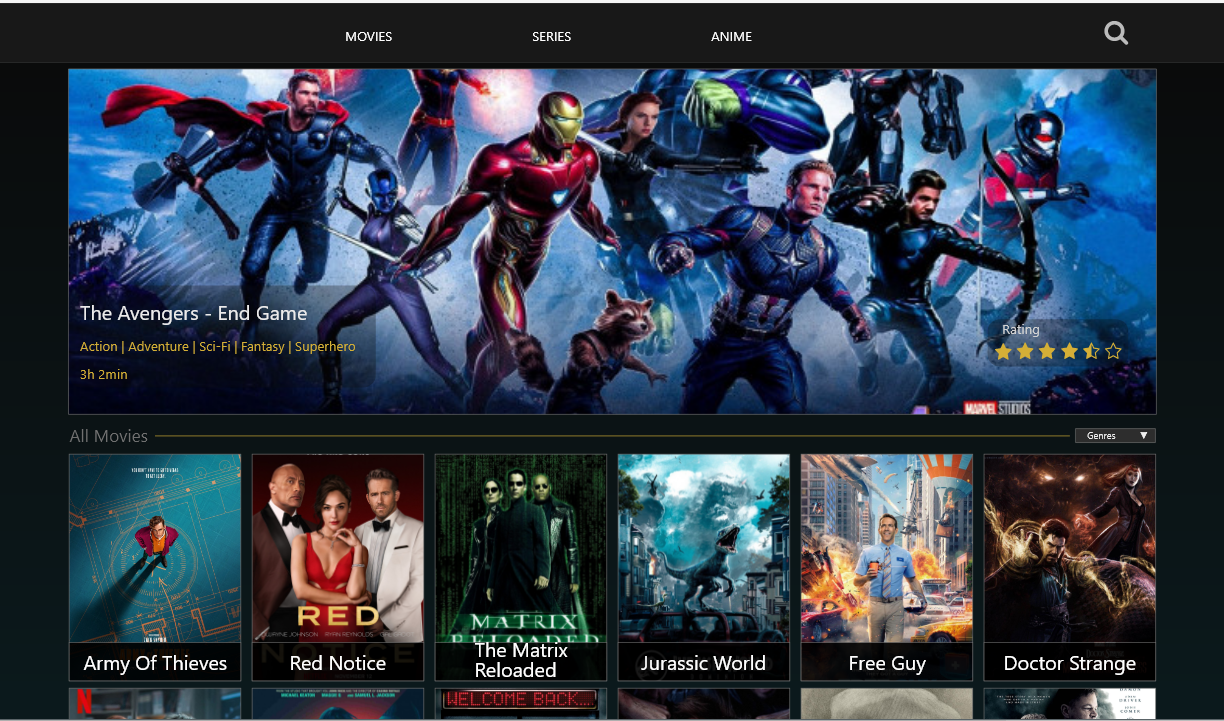 MOVIES
SERIES
ANIME
The Avengers - End Game
Action | Adventure | Sci-Fi | Fantasy | Superhero
3h 2min
Rating
MARVEL STUDIOS
All Movies
Genres
RED
NOTICE
MATRIX
RELOADED
Army Of Thieves
Red Notice
The Matrix
Reloaded
Jurassic World
Free Guy
Doctor Strange
N
WELCOME BACK....